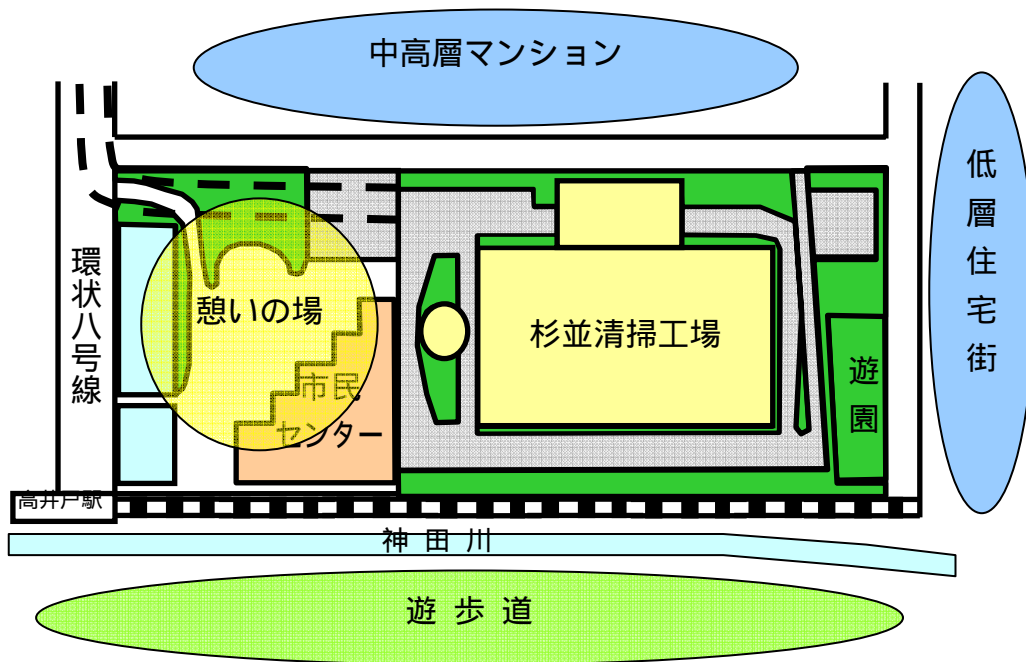 中高層マンション
環状八号線
憩いの場
市民
センター
杉並清掃工場
遊園
低層住宅街
高井戸駅
神田川
遊歩道